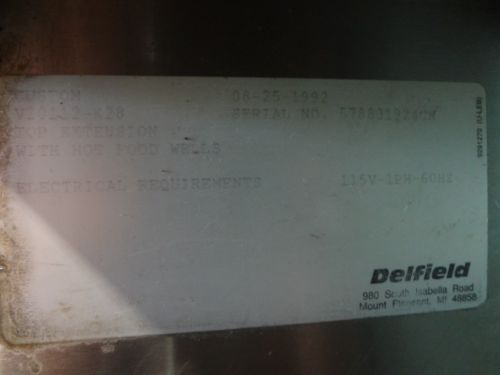 CUSTOM 08-25-1992
SERIAL NO.
TOP EXTENSION
WITH HOT FOOD WELLS
ELECTRICAL REQUIREMENTS 115V-1PH-60HZ
Delfield
980 South Isabella Road
Mount Pleasant, MI 48858